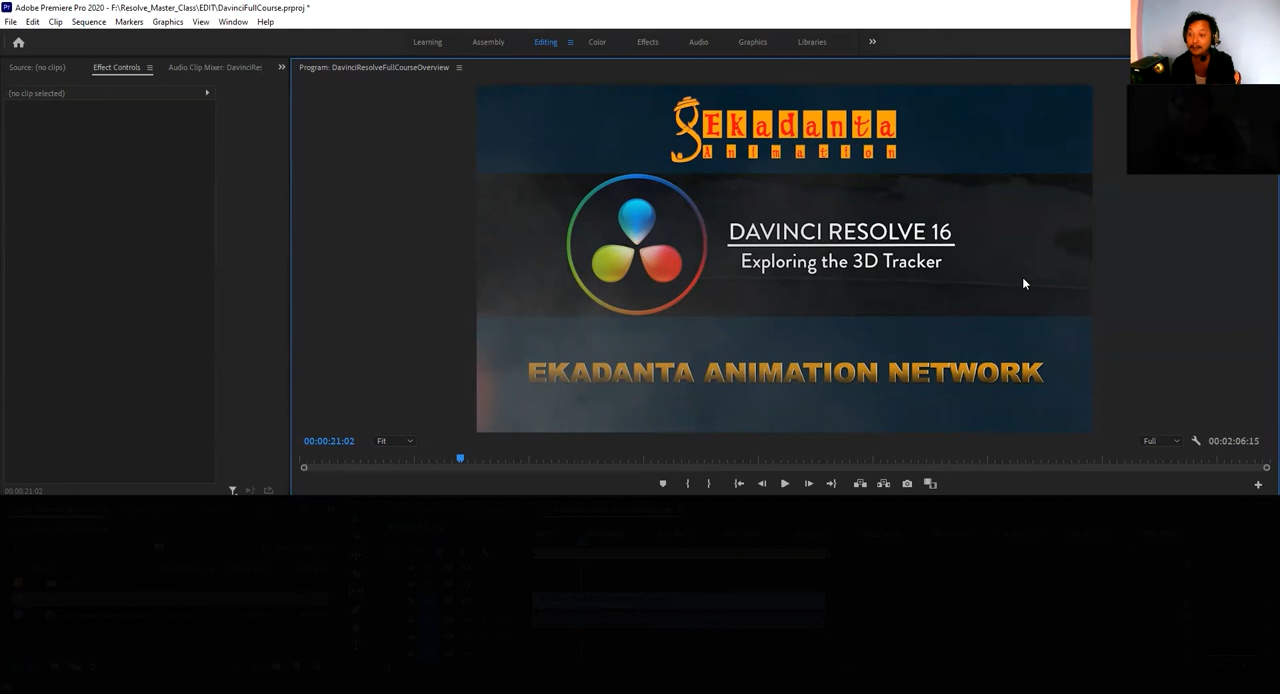 Adobe Premiere Pro 2020 - F:\Resolve_Master_Class\EDIT\DavinciFullCourse.prproj *
File Edit Clip Sequence Markers Graphics View Window Help
Learning Assembly Editing Color Effects Audio Graphics Libraries
Source: (no clips) Effect Controls Audio Clip Mixer: DavinciRe Program: DavinciResolveFullCourseOverview
(no clip selected)
Ekadanta
Animation
DAVINCI RESOLVE 16
Exploring the 3D Tracker
EKADANTA ANIMATION NETWORK
00:00:21:02 Fit Full 00:02:06:15
00:00:21:02